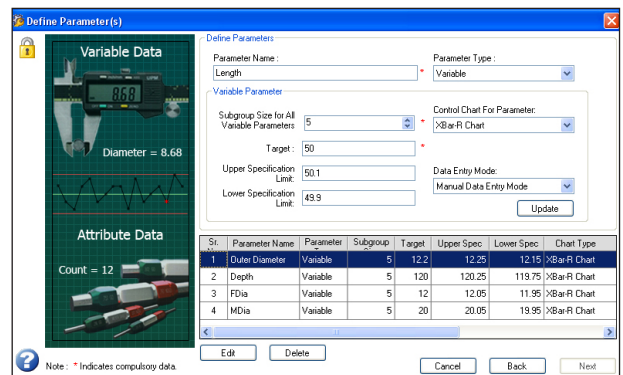 Define Parameter(s)
Variable Data
868
Diameter = 8.68
Attribute Data
Count = 12
Define Parameters
Parameter Name :
Parameter Type :
Length
*
Variable
Variable Parameter
Subgroup Size for All
Variable Parameters
5
*
Control Chart For Parameter:
XBar-R Chart
Target :
50
*
Upper Specification
Limit:
50.1
Data Entry Mode:
Manual Data Entry Mode
Lower Specification
Limit:
49.9
Update
Sr. Parameter Name Parameter Subgroup Target Upper Spec Lower Spec Chart Type
1 Outer Diameter Variable 5 12.2 12.25 12.15 XBar-R Chart
2 Depth Variable 5 120 120.25 119.75 XBar-R Chart
3 FDia Variable 5 12 12.05 11.95 XBar-R Chart
4 MDia Variable 5 20 20.05 19.95 XBar-R Chart
Edit Delete
Note : * Indicates compulsory data.
Cancel Back Next